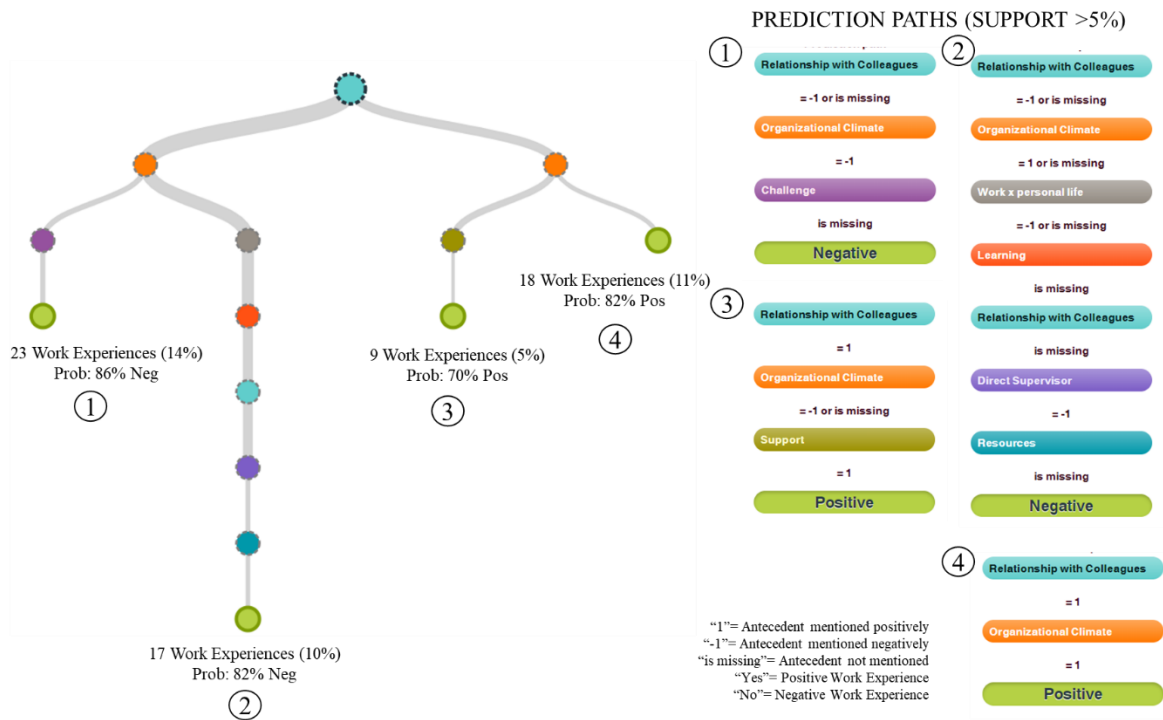 PREDICTION PATHS (SUPPORT >5%)
1
Relationship with Colleagues
= -1 or is missing
Organizational Climate
= -1
Challenge
is missing
Negative
2
Relationship with Colleagues
= -1 or is missing
Organizational Climate
= 1 or is missing
Work x personal life
= -1 or is missing
Learning
is missing
Relationship with Colleagues
is missing
Direct Supervisor
= -1
Resources
is missing
Negative
3
Relationship with Colleagues
= 1
Organizational Climate
= -1 or is missing
Support
= 1
Positive
4
Relationship with Colleagues
= 1
Organizational Climate
= 1
Positive
23 Work Experiences (14%)
Prob: 86% Neg
1
17 Work Experiences (10%)
Prob: 82% Neg
2
9 Work Experiences (5%)
Prob: 70% Pos
3
18 Work Experiences (11%)
Prob: 82% Pos
4
“1”= Antecedent mentioned positively
“-1”= Antecedent mentioned negatively
“is missing”= Antecedent not mentioned
“Yes”= Positive Work Experience
“No”= Negative Work Experience